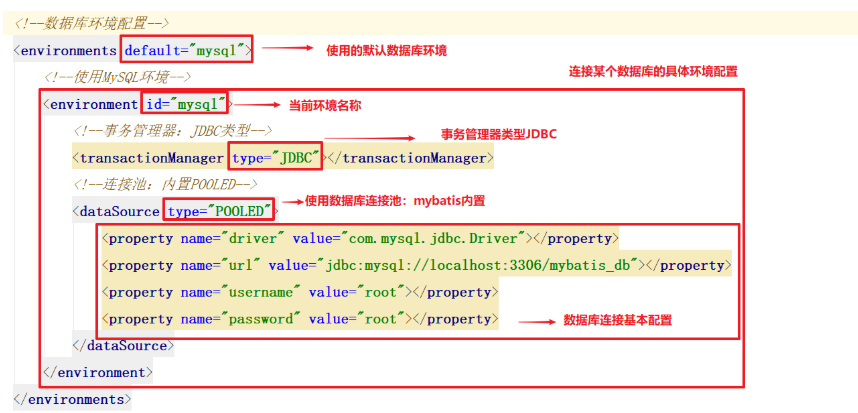 <!--数据库环境配置-->
<environments default="mysql"> 使用的默认数据库环境
<!--使用MySQL环境--> 连接某个数据库的具体环境配置
<environment id="mysql"> 当前环境名称
<!--事务管理器：JDBC类型--> 事务管理器类型JDBC
<transactionManager type="JDBC"></transactionManager>
<!--连接池：内置POOLED-->
<dataSource type="POOLED"> 使用数据库连接池：mybatis内置
<property name="driver" value="com.mysql.jdbc.Driver"></property>
<property name="url" value="jdbc:mysql://localhost:3306/mybatis_db"></property>
<property name="username" value="root"></property>
<property name="password" value="root"></property> 数据库连接基本配置
</dataSource>
</environment>
</environments>